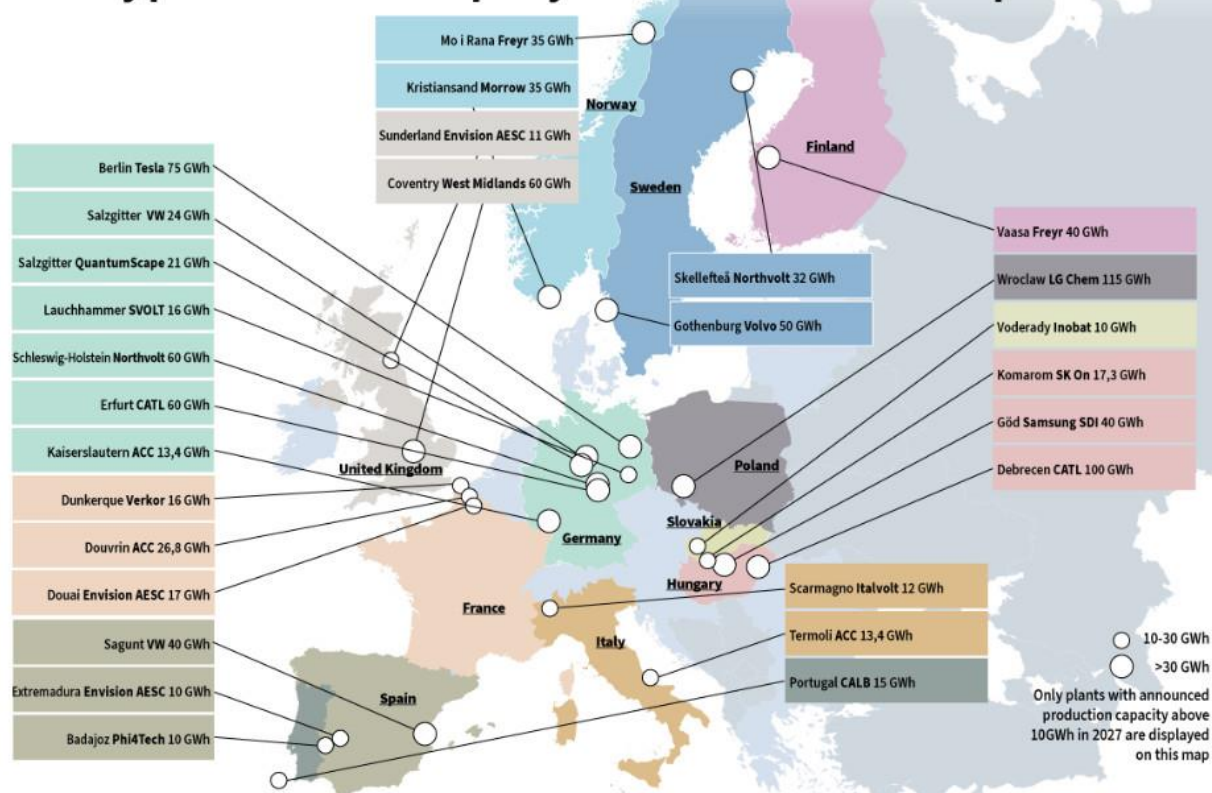 Mo i Rana Freyr 35 GWh
Kristiansand Morrow 35 GWh
Sunderland Envision AESC 11 GWh
Coventry West Midlands 60 GWh
Norway
Finland
Sweden
Berlin Tesla 75 GWh
Salzgitter VW 24 GWh
Salzgitter QuantumScape 21 GWh
Lauchhammer SVOLT 16 GWh
Schleswig-Holstein Northvolt 60 GWh
Erfurt CATL 60 GWh
Kaiserslautern ACC 13,4 GWh
Dunkerque Verkor 16 GWh
Douvrin ACC 26,8 GWh
Douai Envision AESC 17 GWh
Sagunt VW 40 GWh
Extremadura Envision AESC 10 GWh
Badajoz Phi4Tech 10 GWh
Skellefteå Northvolt 32 GWh
Gothenburg Volvo 50 GWh
Vaasa Freyr 40 GWh
Wroclaw LG Chem 115 GWh
Voderady Inobat 10 GWh
Komarom SK On 17,3 GWh
Göd Samsung SDI 40 GWh
Debrecen CATL 100 GWh
United Kingdom
Poland
Slovakia
Germany
Hungary
France
Italy
Spain
Scarmagno Italvolt 12 GWh
Termoli ACC 13,4 GWh
Portugal CALB 15 GWh
10-30 GWh
>30 GWh
Only plants with announced
production capacity above
10GWh in 2027 are displayed
on this map